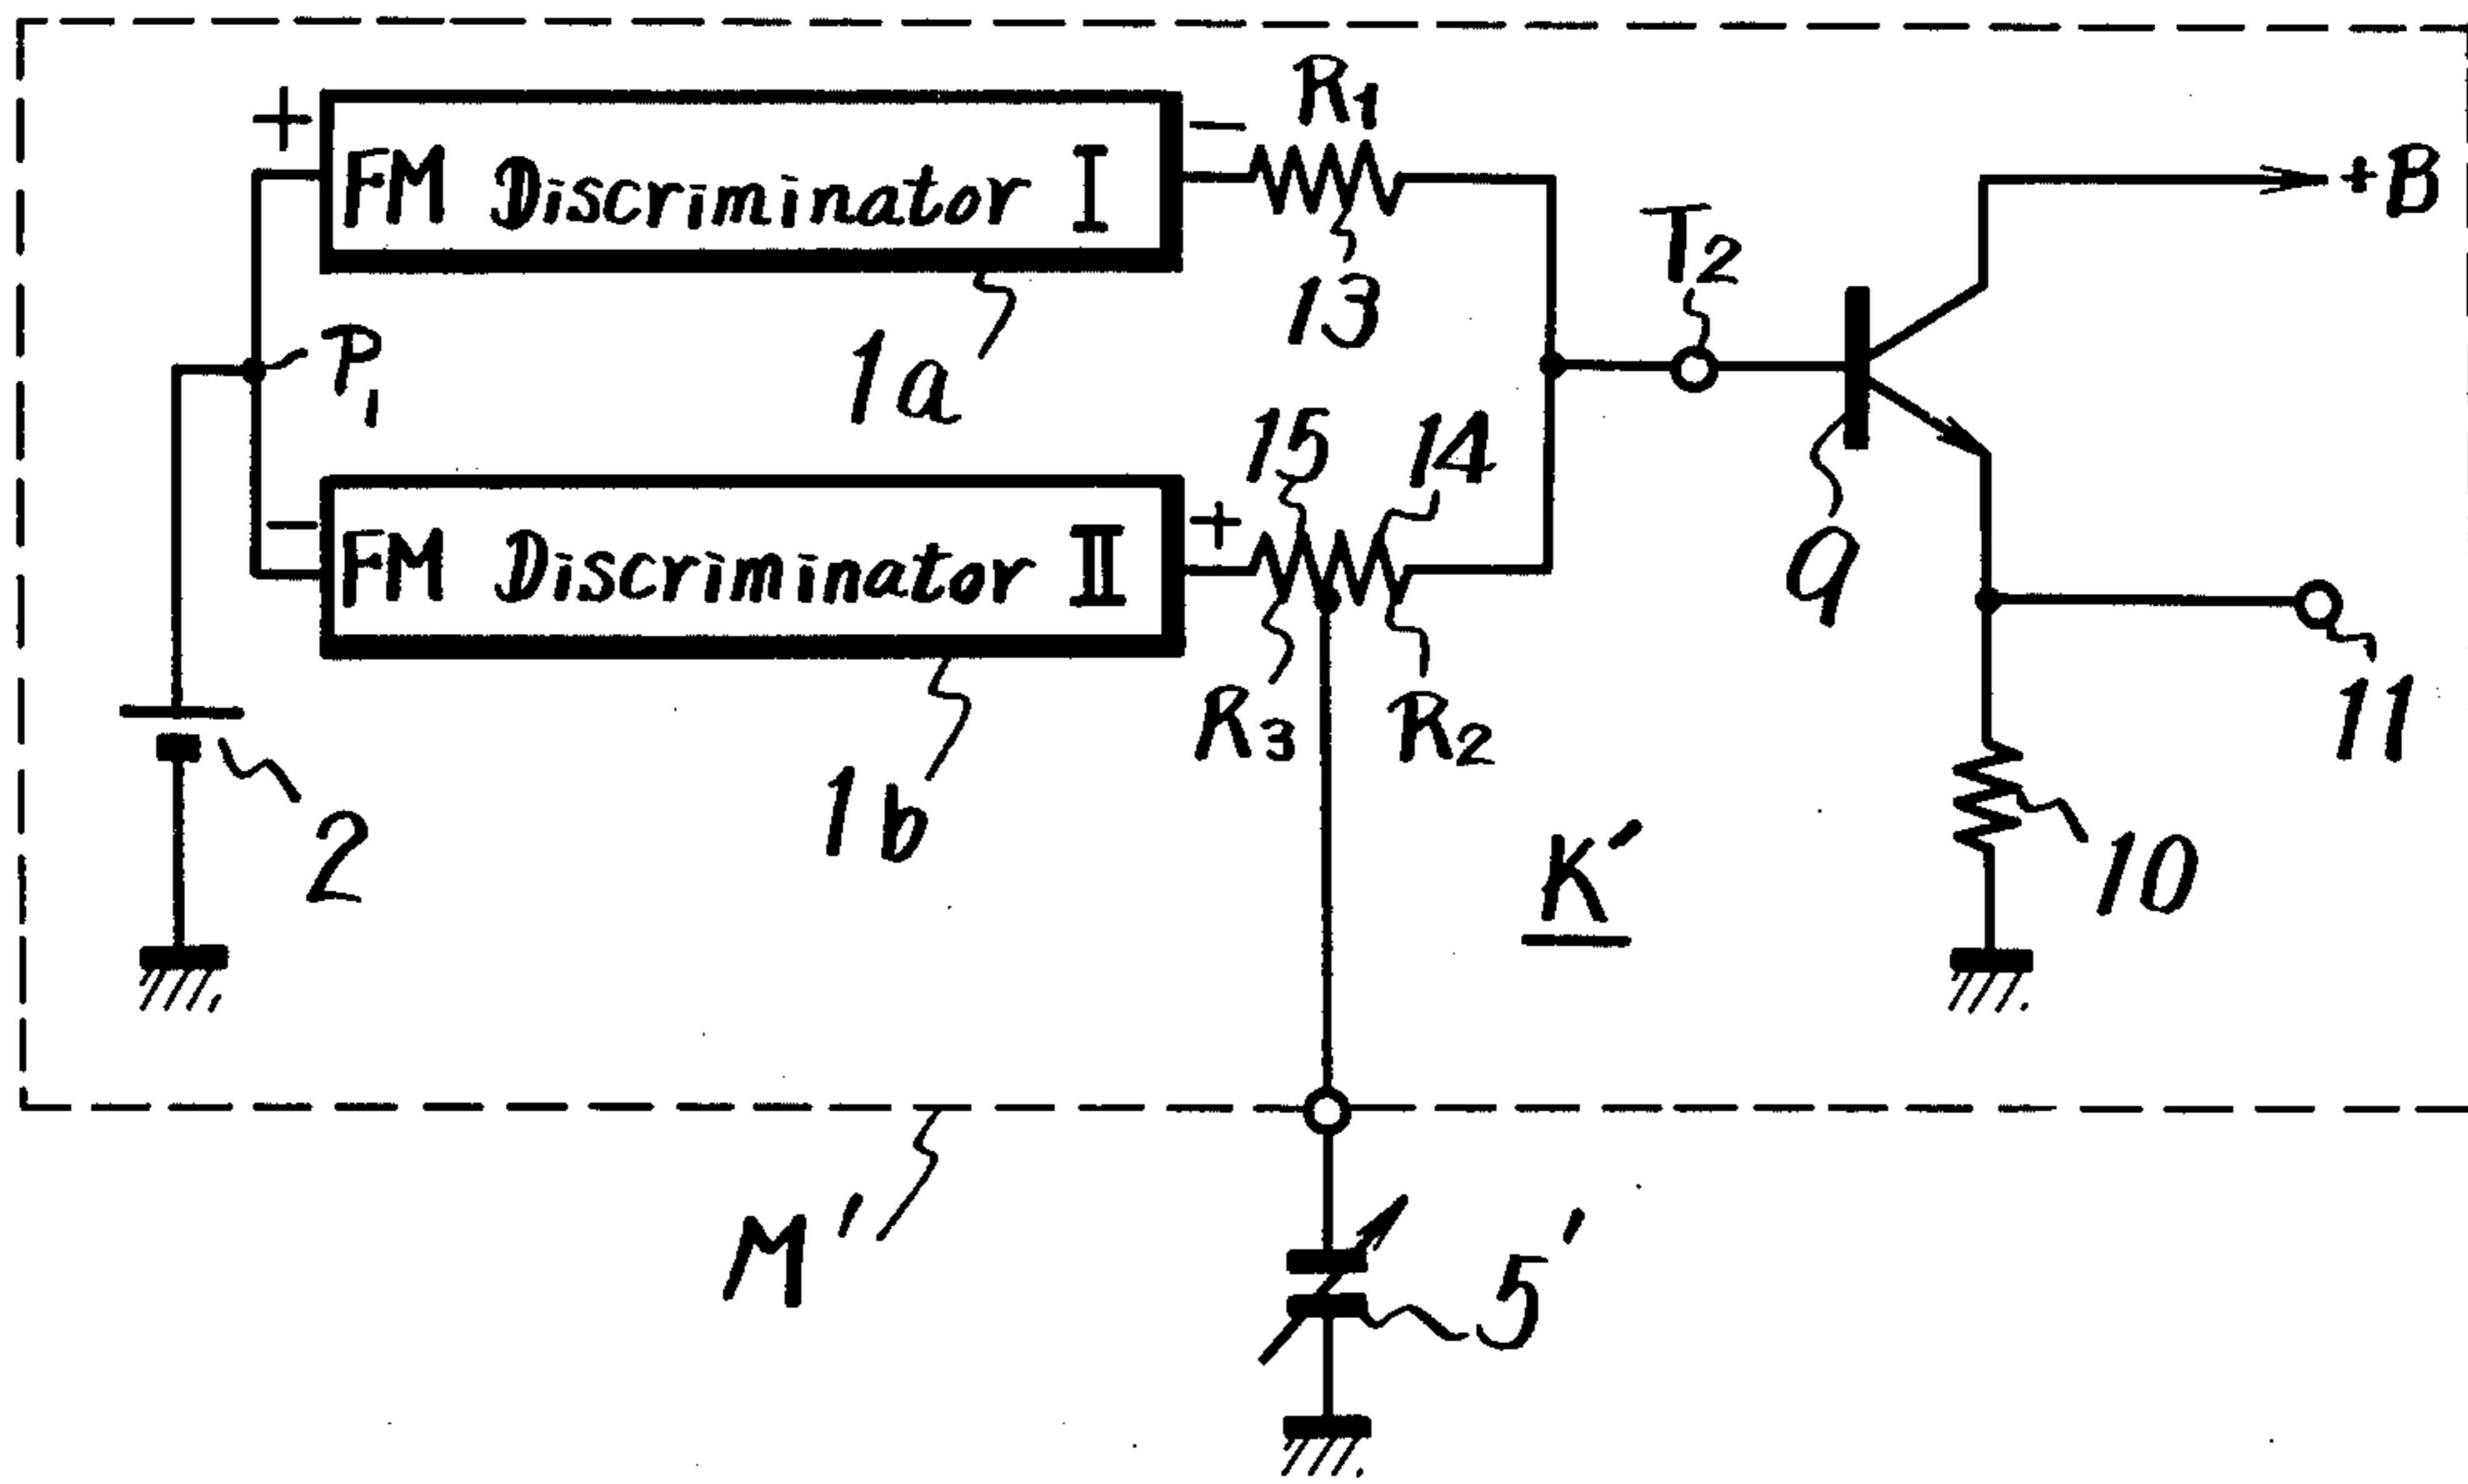 R1
+
−
FM Discriminator I
+B
T2
13
P1
1a
15
14
−
+
FM Discriminator II
9
R3
R2
11
2
1b
K′
10
M′
5′